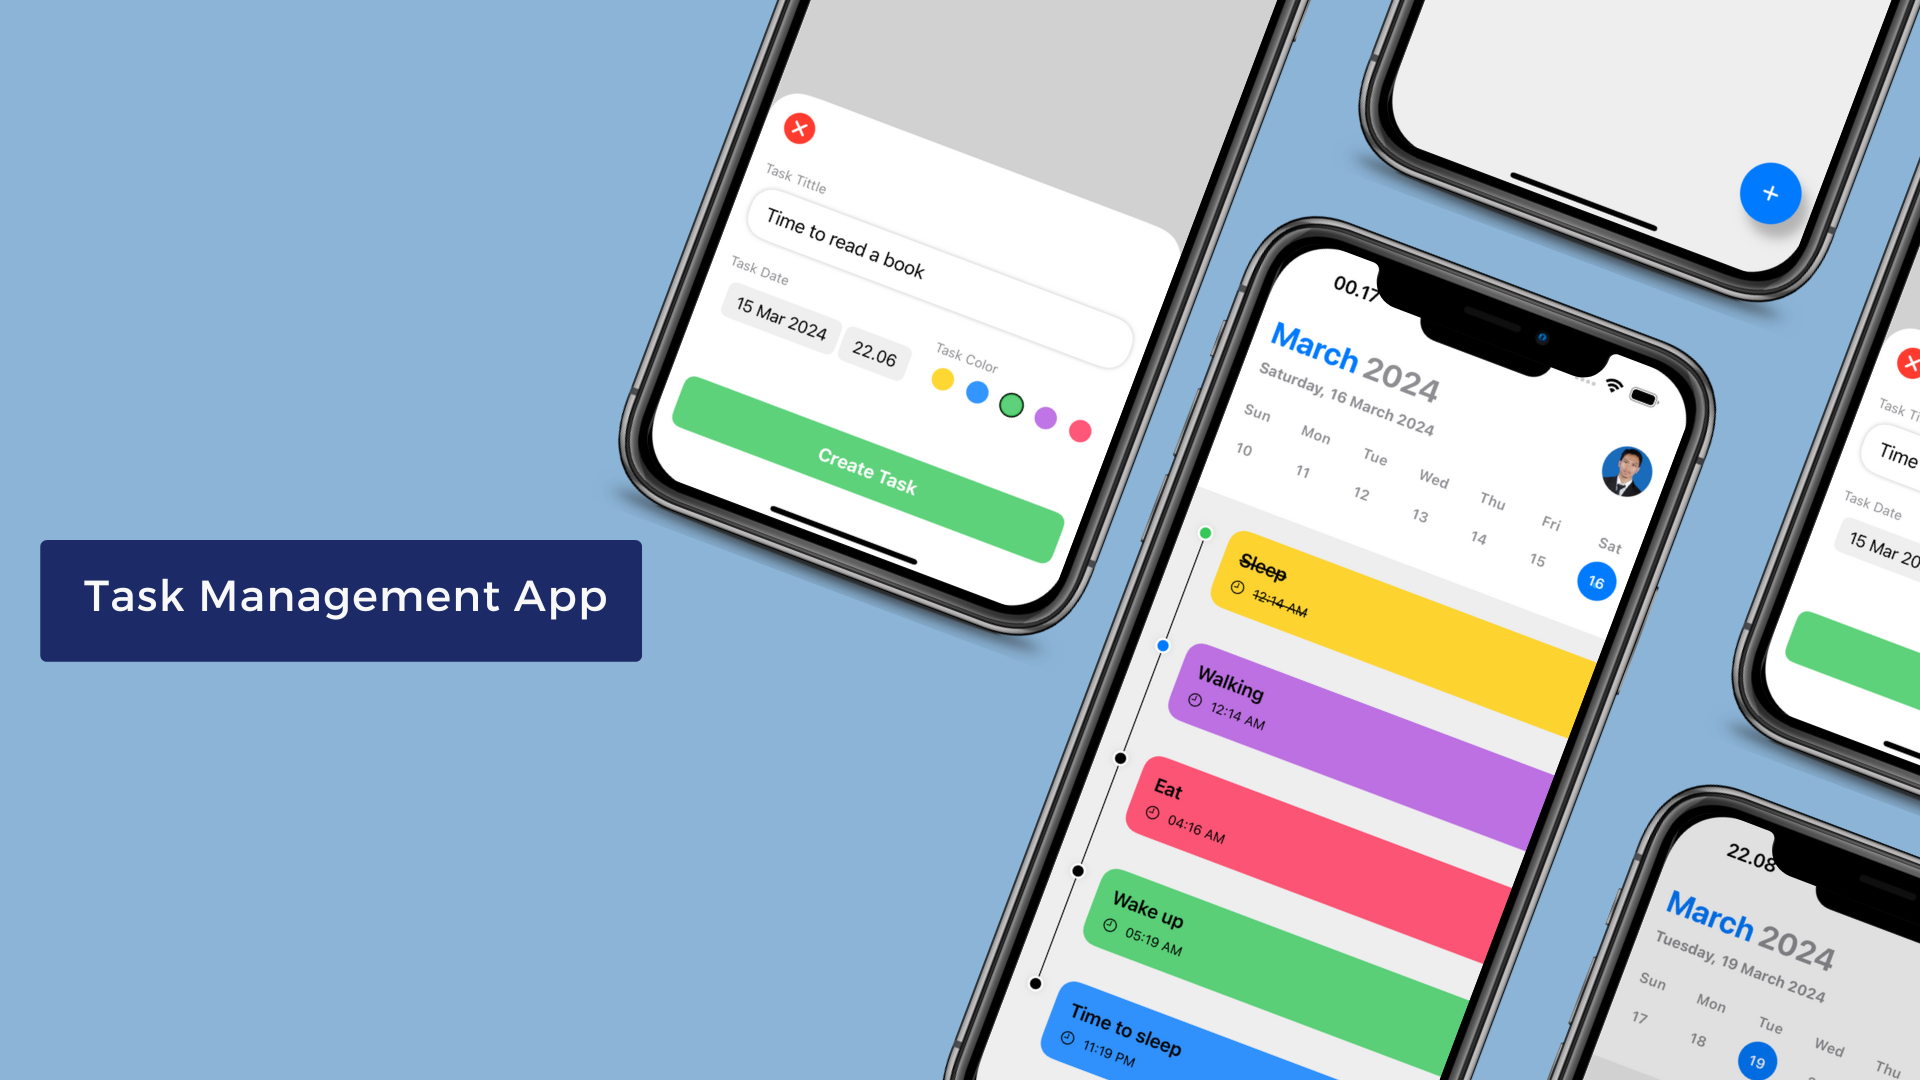 Task Management App
Task Tittle
Time to read a book
Task Date
15 Mar 2024
22.06
Task Color
Create Task
00.17
March 2024
Saturday, 16 March 2024
Sun Mon Tue Wed Thu Fri Sat
10 11 12 13 14 15 16
Sleep
12:14 AM
Walking
12:14 AM
Eat
04:16 AM
Wake up
05:19 AM
Time to sleep
11:19 PM
Time
Task Date
15 Mar 20
22.08
March 2024
Tuesday, 19 March 2024
Sun Mon Tue Wed Thu
17 18 19